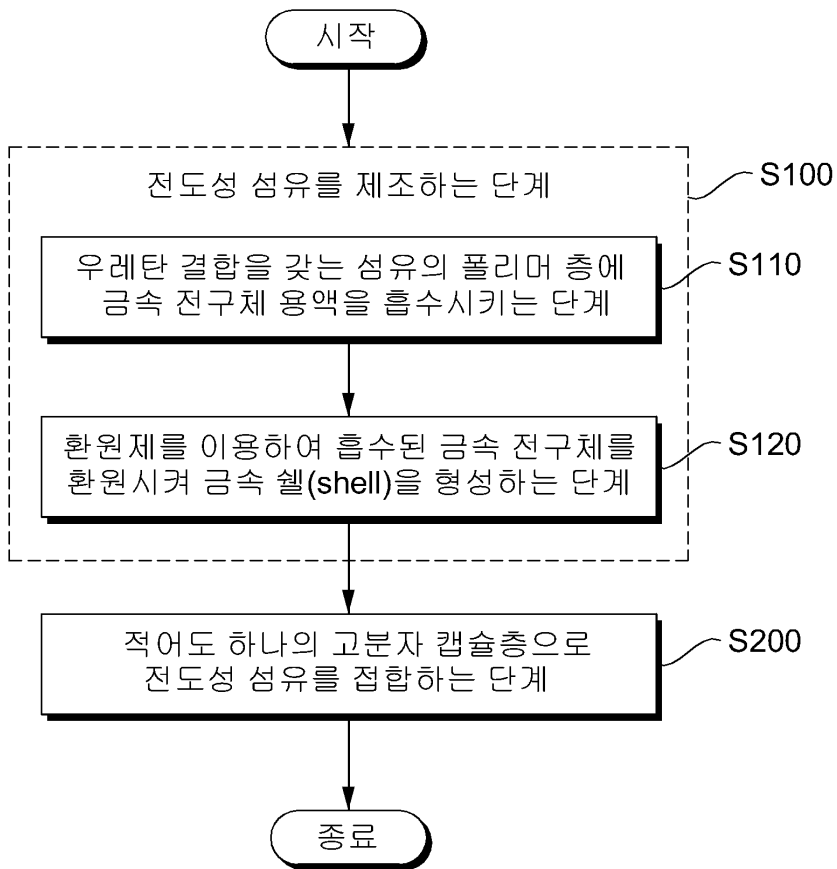 시작
전도성 섬유를 제조하는 단계
S100
우레탄 결합을 갖는 섬유의 폴리머 층에
금속 전구체 용액을 흡수시키는 단계
S110
환원제를 이용하여 흡수된 금속 전구체를
환원시켜 금속 쉘(shell)을 형성하는 단계
S120
적어도 하나의 고분자 캡슐층으로
전도성 섬유를 접합하는 단계
S200
종료